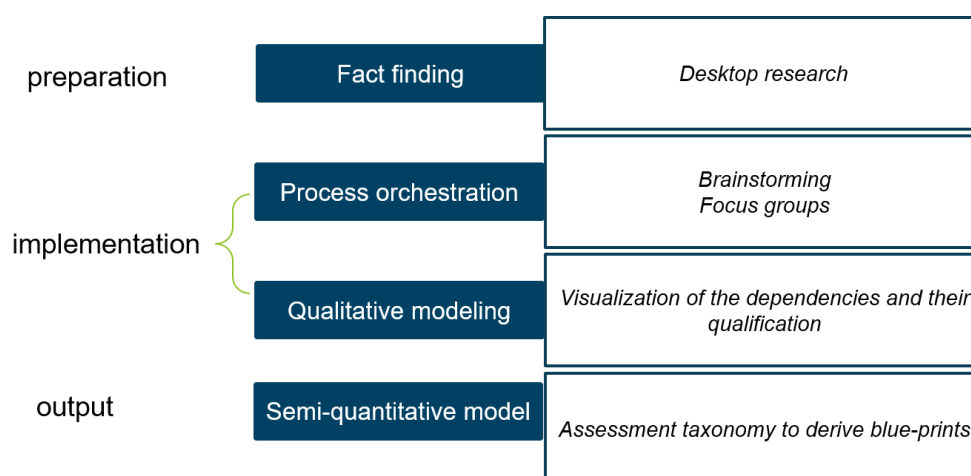 preparation
Fact finding
Desktop research
implementation
Process orchestration
Brainstorming
Focus groups
Qualitative modeling
Visualization of the dependencies and their
qualification
output
Semi-quantitative model
Assessment taxonomy to derive blue-prints